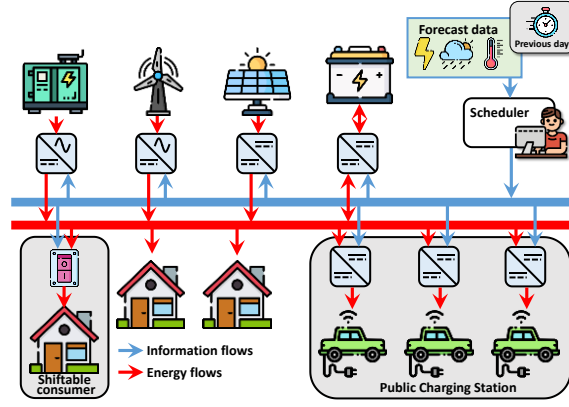 Forecast data
Previous day
Scheduler
Shiftable
consumer
Information flows
Energy flows
Public Charging Station